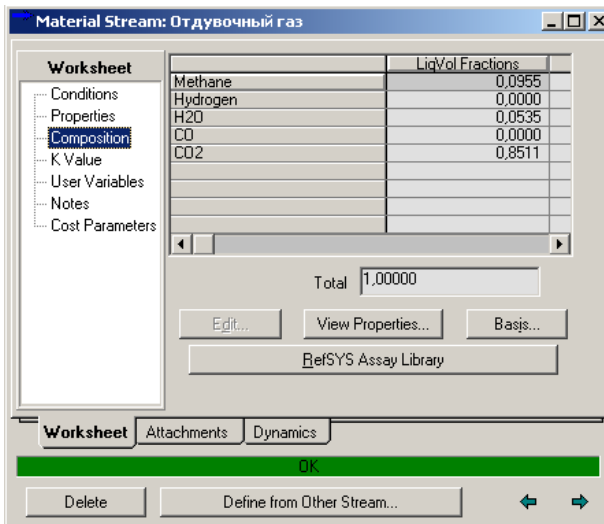 Material Stream: Отдувочный газ
Worksheet
Conditions
Properties
Composition
K Value
User Variables
Notes
Cost Parameters
LiqVol Fractions
Methane 0,0955
Hydrogen 0,0000
H2O 0,0535
CO 0,0000
CO2 0,8511
Total 1,00000
Edit... View Properties... Basis...
RefSYS Assay Library
Worksheet Attachments Dynamics
OK
Delete Define from Other Stream...